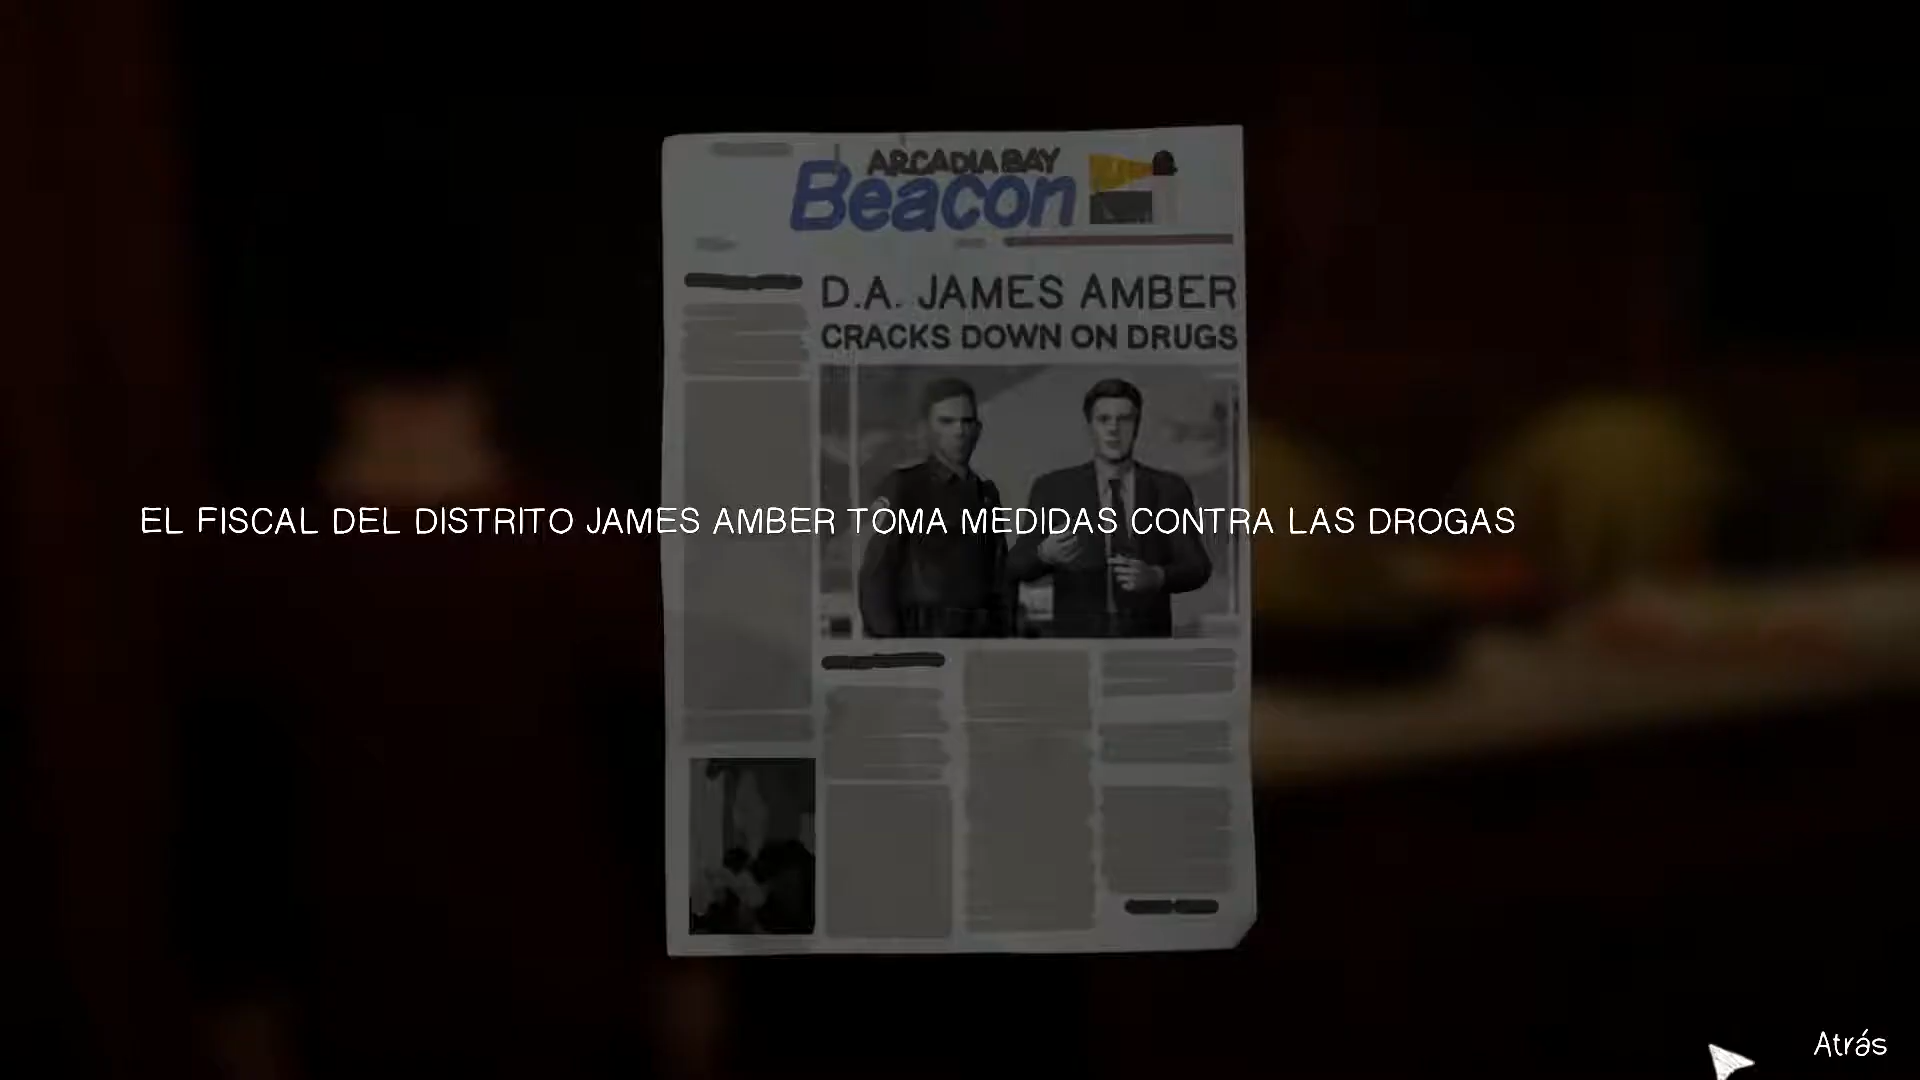 ARCADIA BAY
Beacon
D.A. JAMES AMBER
CRACKS DOWN ON DRUGS
EL FISCAL DEL DISTRITO JAMES AMBER TOMA MEDIDAS CONTRA LAS DROGAS
Atrás